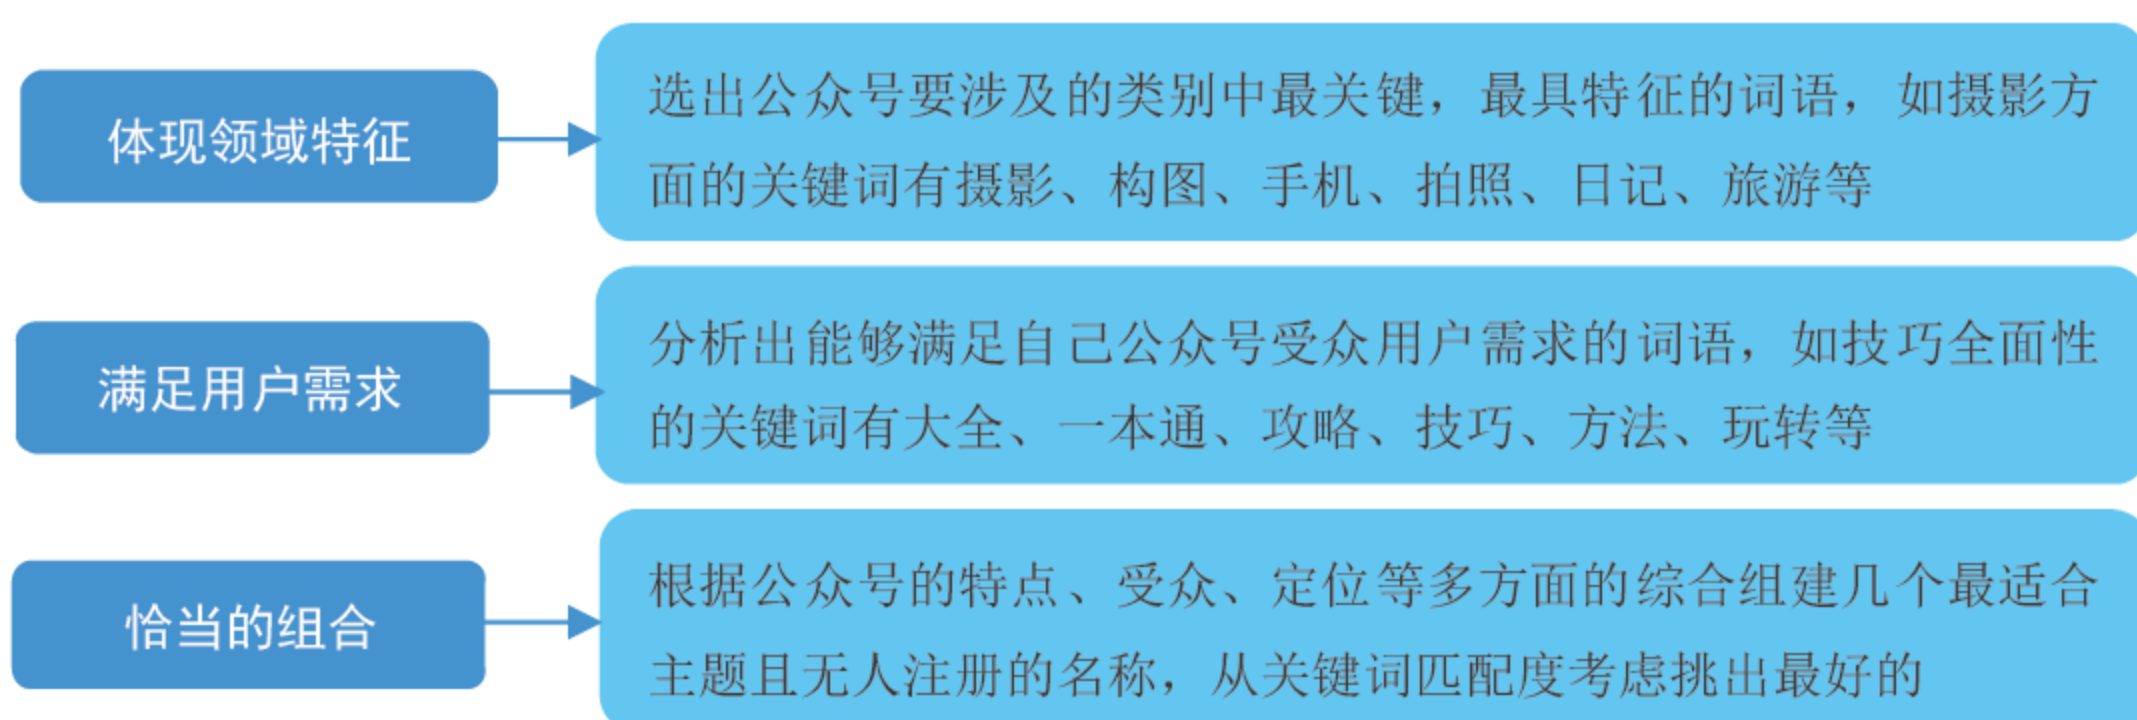 体现领域特征
选出公众号要涉及的类别中最关键，最具特征的词语，如摄影方
面的关键词有摄影、构图、手机、拍照、日记、旅游等
满足用户需求
分析出能够满足自己公众号受众用户需求的词语，如技巧全面性
的关键词有大全、一本通、攻略、技巧、方法、玩转等
恰当的组合
根据公众号的特点、受众、定位等多方面的综合组建几个最适合
主题且无人注册的名称，从关键词匹配度考虑挑出最好的